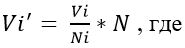 Vi′ = Vi/Ni * N , где